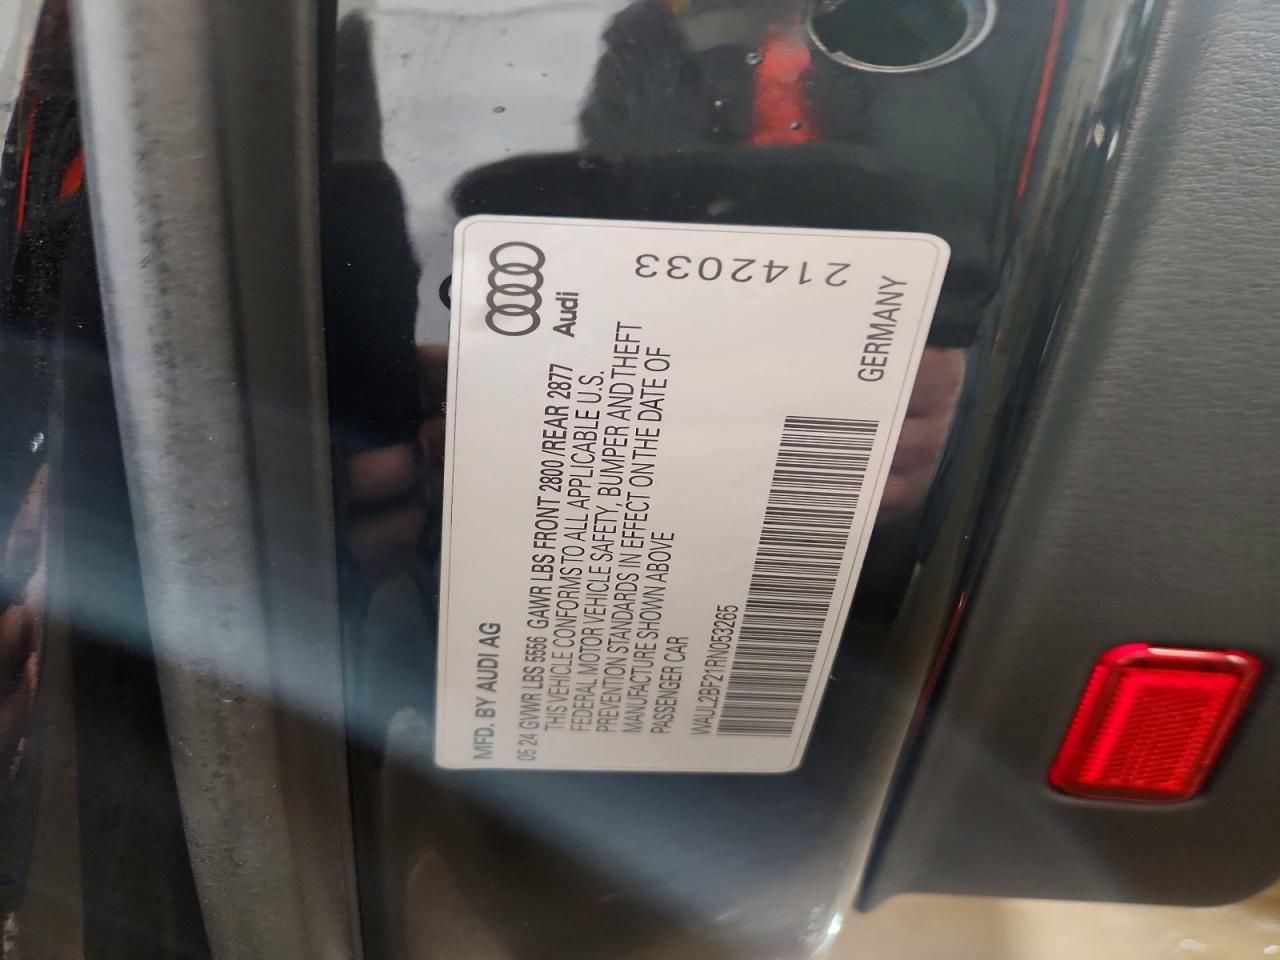 MFD. BY AUDI AG
Audi
05 24 GVWR LBS 5556 GAWR LBS FRONT 2800 /REAR 2877
THIS VEHICLE CONFORMS TO ALL APPLICABLE U.S.
FEDERAL MOTOR VEHICLE SAFETY, BUMPER AND THEFT
PREVENTION STANDARDS IN EFFECT ON THE DATE OF
MANUFACTURE SHOWN ABOVE
PASSENGER CAR
WAUL2BF21RN053265
GERMANY
2142033